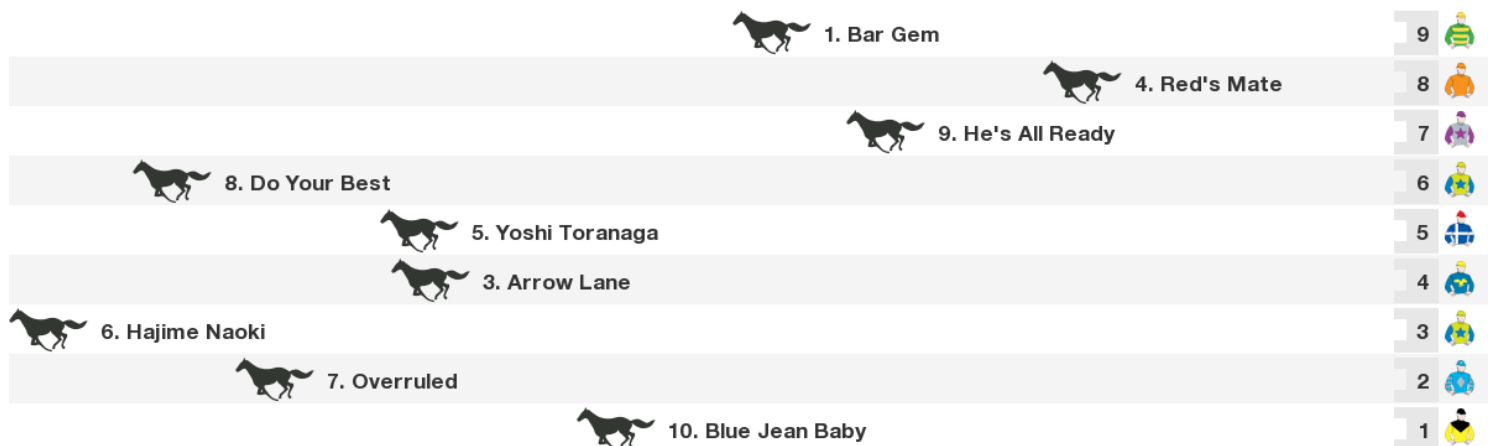 1. Bar Gem 9
4. Red's Mate 8
9. He's All Ready 7
8. Do Your Best 6
5. Yoshi Toranaga 5
3. Arrow Lane 4
6. Hajime Naoki 3
7. Overruled 2
10. Blue Jean Baby 1